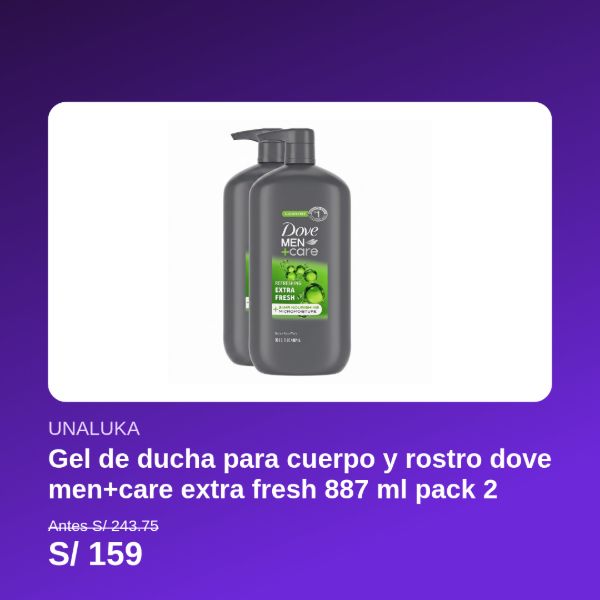 Dove
MEN
+care
REFRESHING
EXTRA
FRESH
MICROMOISTURE
UNALUKA
Gel de ducha para cuerpo y rostro dove
men+care extra fresh 887 ml pack 2
Antes S/ 243.75
S/ 159